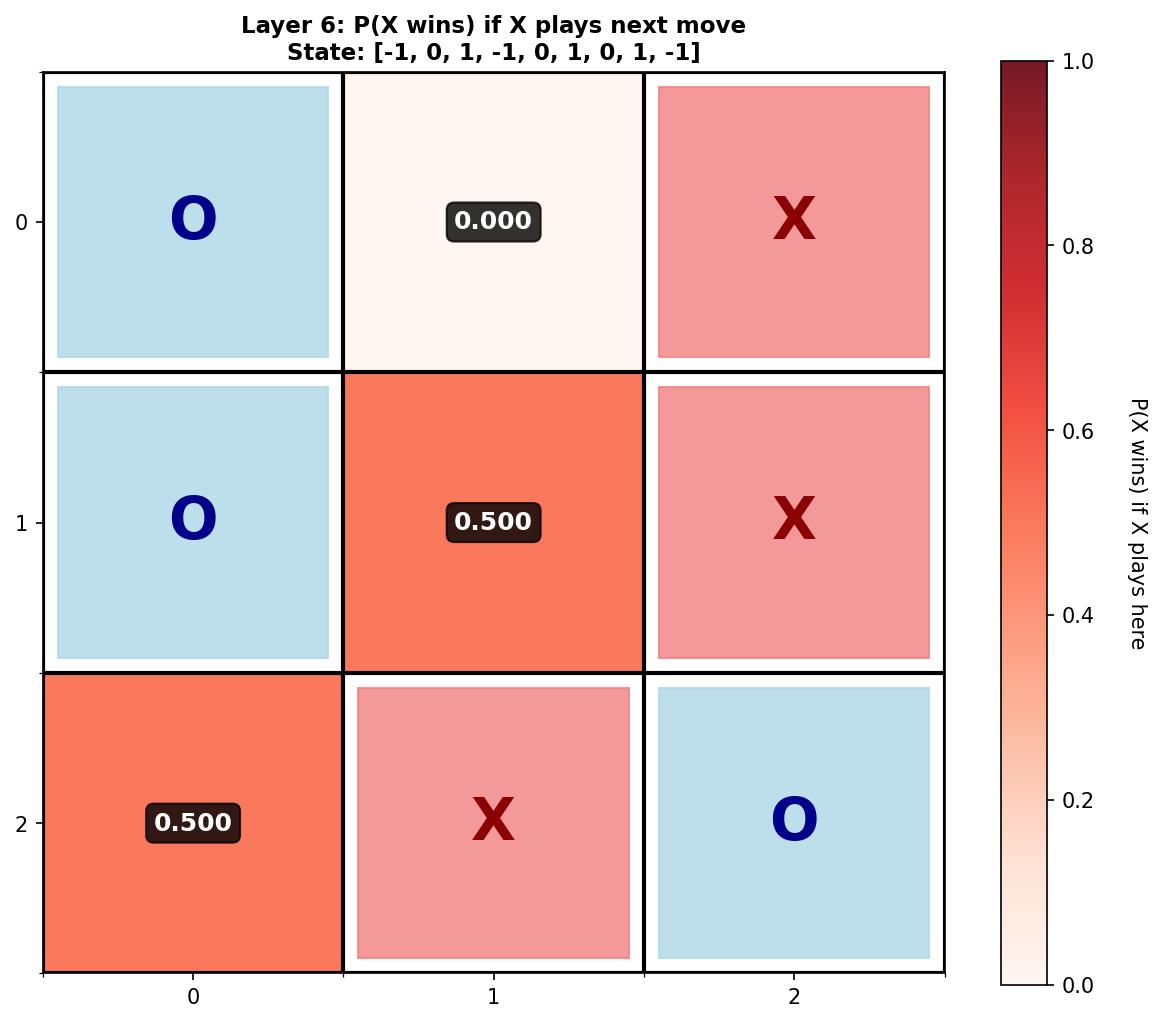 Layer 6: P(X wins) if X plays next move
State: [-1, 0, 1, -1, 0, 1, 0, 1, -1]
O
0.000
X
O
0.500
X
0.500
X
O
0
1
2
0
1
2
1.0
0.8
0.6
0.4
0.2
0.0
P(X wins) if X plays here